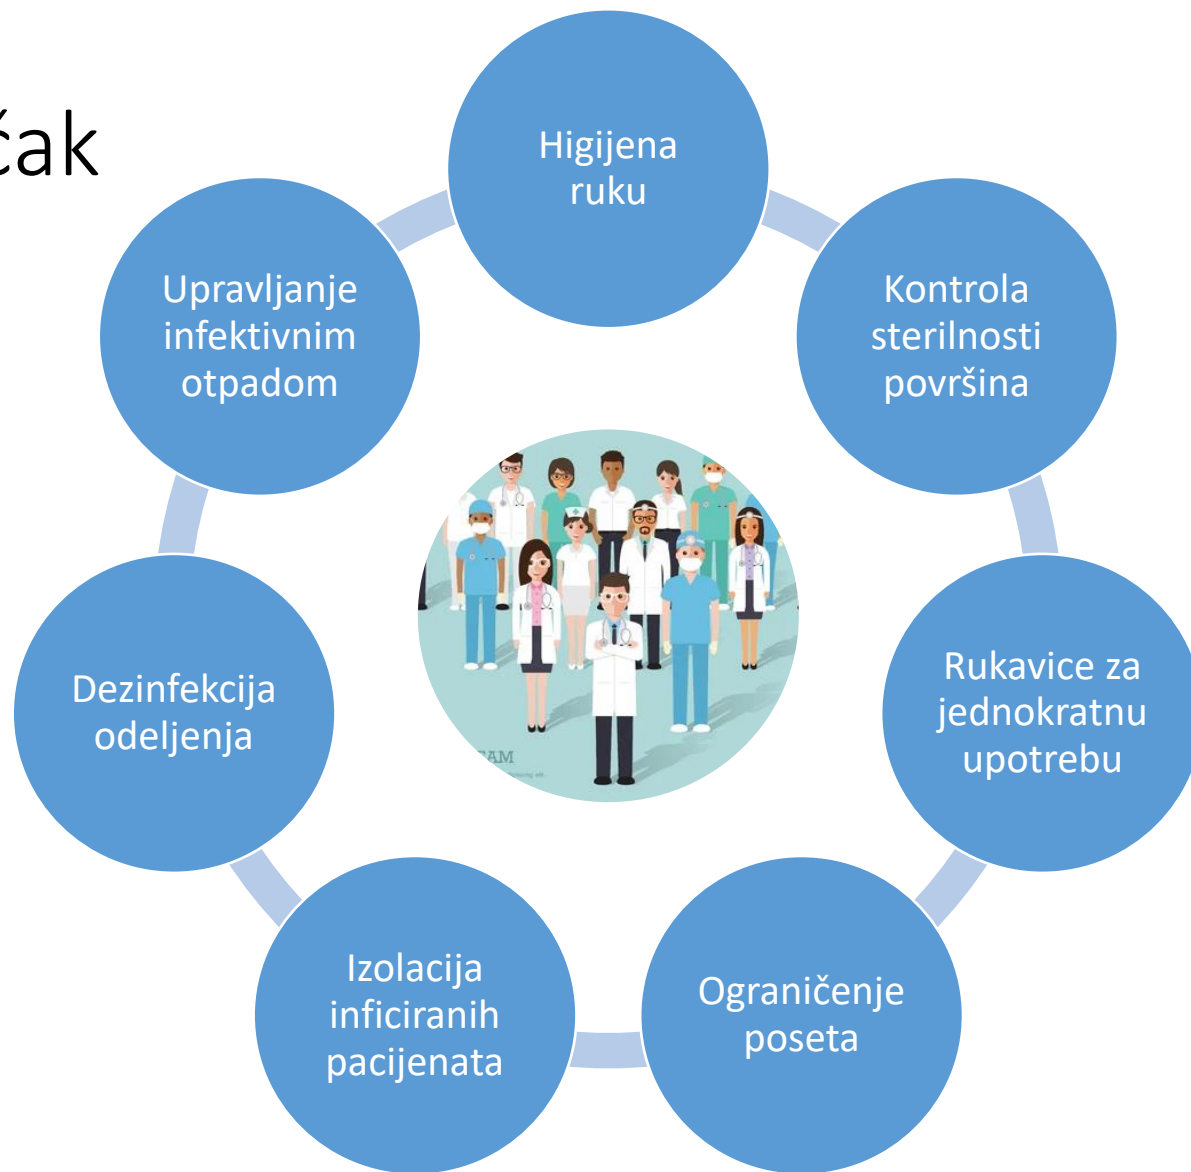 čak
Higijena
ruku
Kontrola
sterilnosti
površina
Rukavice za
jednokratnu
upotrebu
Ograničenje
poseta
Izolacija
inficiranih
pacijenata
Dezinfekcija
odeljenja
Upravljanje
infektivnim
otpadom